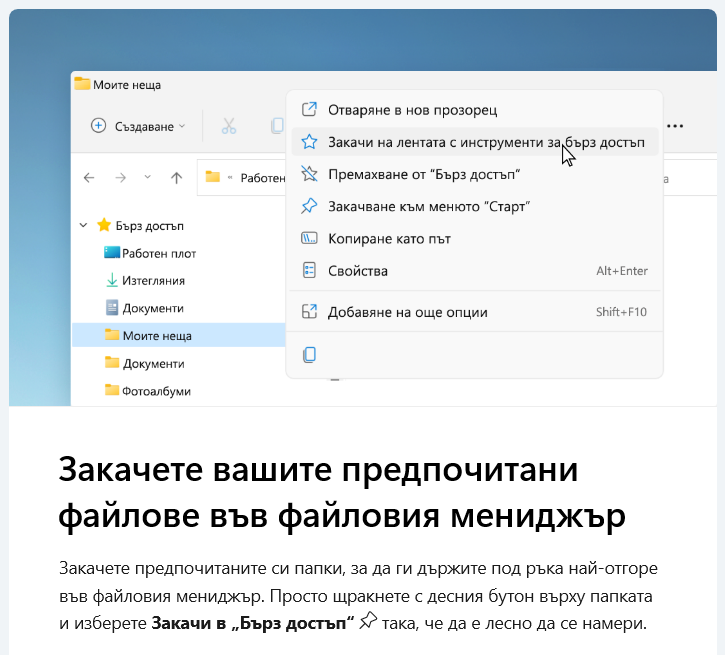 Моите неща
Създаване
Отваряне в нов прозорец
Закачи на лентата с инструменти за бърз достъп
Премахване от "Бърз достъп"
Закачване към менюто "Старт"
Копиране като път
Свойства Alt+Enter
Добавяне на още опции Shift+F10
Бърз достъп
Работен плот
Изтегляния
Документи
Моите неща
Документи
Фотоалбуми
Закачете вашите предпочитани
файлове във файловия мениджър
Закачете предпочитаните си папки, за да ги държите под ръка най-отгоре
във файловия мениджър. Просто щракнете с десния бутон върху папката
и изберете Закачи в „Бърз достъп“ така, че да е лесно да се намери.